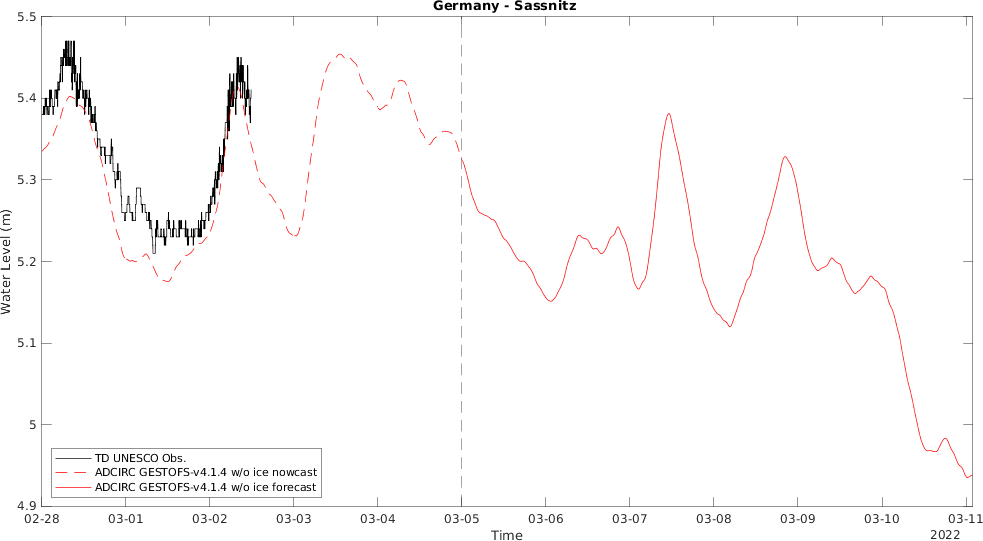 Germany - Sassnitz
5.5
5.4
5.3
5.2
5.1
5
4.9
Water Level (m)
TD UNESCO Obs.
ADCIRC GESTOFS-v4.1.4 w/o ice nowcast
ADCIRC GESTOFS-v4.1.4 w/o ice forecast
02-28 03-01 03-02 03-03 03-04 03-05 03-06 03-07 03-08 03-09 03-10 03-11
Time
2022